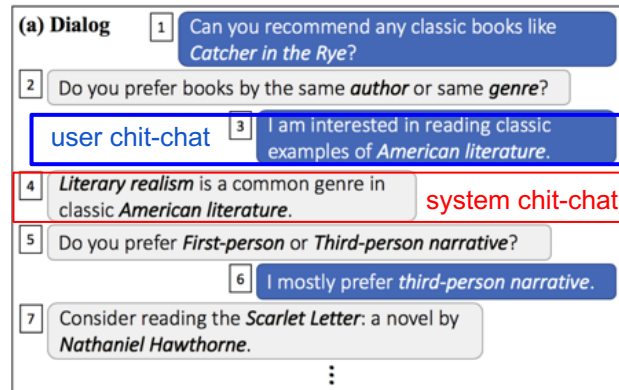 (a) Dialog
1
Can you recommend any classic books like
Catcher in the Rye?
2
Do you prefer books by the same author or same genre?
user chit-chat
3
I am interested in reading classic
examples of American literature.
4
Literary realism is a common genre in
classic American literature.
system chit-chat
5
Do you prefer First-person or Third-person narrative?
6
I mostly prefer third-person narrative.
7
Consider reading the Scarlet Letter: a novel by
Nathaniel Hawthorne.
⋮